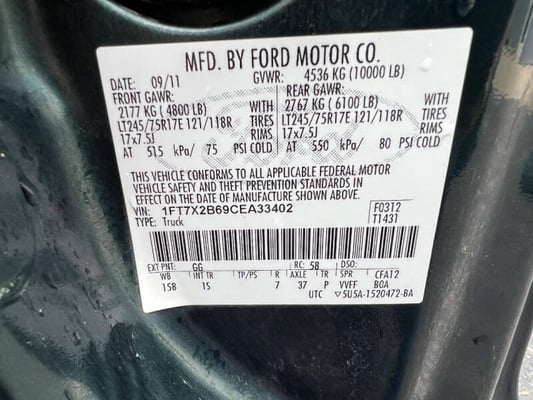 MFD. BY FORD MOTOR CO.
DATE: 09/11 GVWR: 4536 KG (10000 LB)
FRONT GAWR: REAR GAWR:
2177 KG ( 4800 LB) WITH 2767 KG ( 6100 LB) WITH
LT245/75R17E 121/118R TIRES LT245/75R17E 121/118R TIRES
17x7.5J RIMS 17x7.5J RIMS
AT 515 kPa/ 75 PSI COLD AT 550 kPa/ 80 PSI COLD
THIS VEHICLE CONFORMS TO ALL APPLICABLE FEDERAL MOTOR
VEHICLE SAFETY AND THEFT PREVENTION STANDARDS IN
EFFECT ON THE DATE OF MANUFACTURE SHOWN ABOVE.
VIN: 1FT7X2B69CEA33402 F0312
TYPE: Truck T1431
EXT PNT: GG RC: 58 DSO:
WB INT TR TP/PS R AXLE TR SPR CFA12
158 1S 7 37 P VVFF BOA
UTC ▽5U5A-1520472-BA